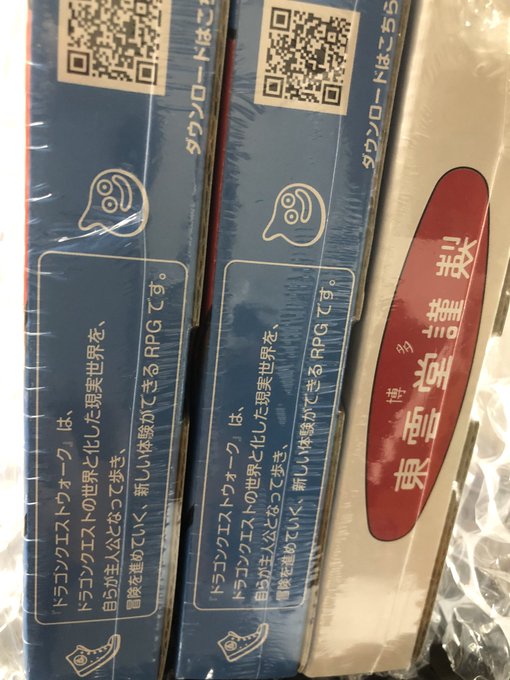 ダウンロードはこちら
『ドラゴンクエストウォーク』は、
ドラゴンクエストの世界と化した現実世界を、
自らが主人公となって歩き、
冒険を進めていく、新しい体験ができるRPGです。
ダウンロードはこちら
『ドラゴンクエストウォーク』は、
ドラゴンクエストの世界と化した現実世界を、
自らが主人公となって歩き、
冒険を進めていく、新しい体験ができるRPGです。
博多
東雲堂謹製